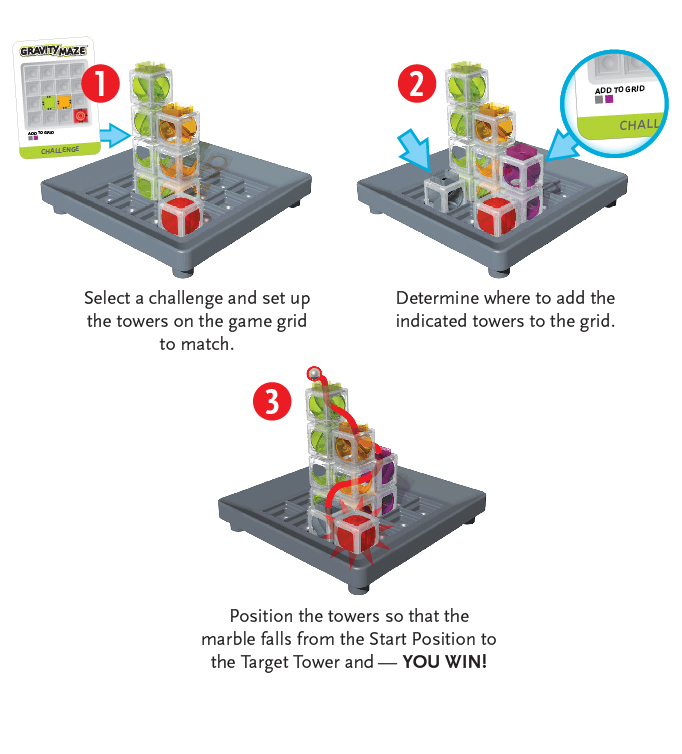 GRAVITY MAZE
1
ADD TO GRID
CHALLENGE
2
ADD TO GRID
CHALL
Select a challenge and set up
the towers on the game grid
to match.
Determine where to add the
indicated towers to the grid.
3
Position the towers so that the
marble falls from the Start Position to
the Target Tower and — YOU WIN!